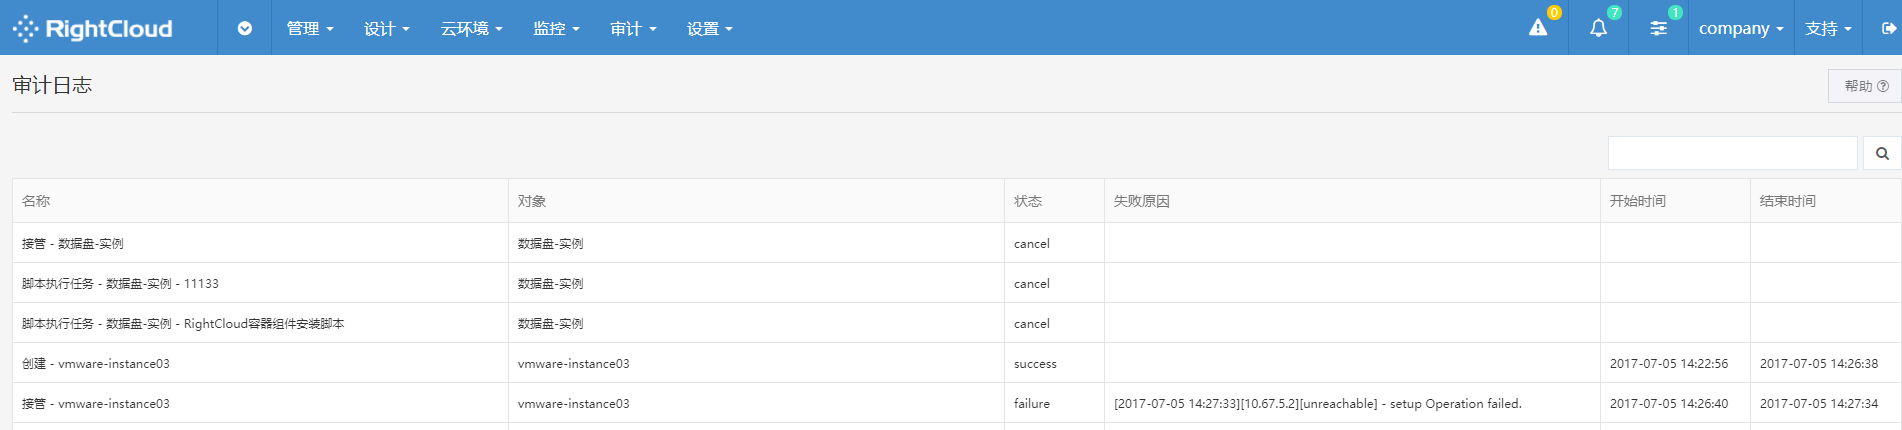 RightCloud 管理 设计 云环境 监控 审计 设置 0 7 1 company 支持
审计日志 帮助
名称 对象 状态 失败原因 开始时间 结束时间
接管 - 数据盘-实例 数据盘-实例 cancel
脚本执行任务 - 数据盘-实例 - 11133 数据盘-实例 cancel
脚本执行任务 - 数据盘-实例 - RightCloud容器组件安装脚本 数据盘-实例 cancel
创建 - vmware-instance03 vmware-instance03 success 2017-07-05 14:22:56 2017-07-05 14:26:38
接管 - vmware-instance03 vmware-instance03 failure [2017-07-05 14:27:33][10.67.5.2][unreachable] - setup Operation failed. 2017-07-05 14:26:40 2017-07-05 14:27:34